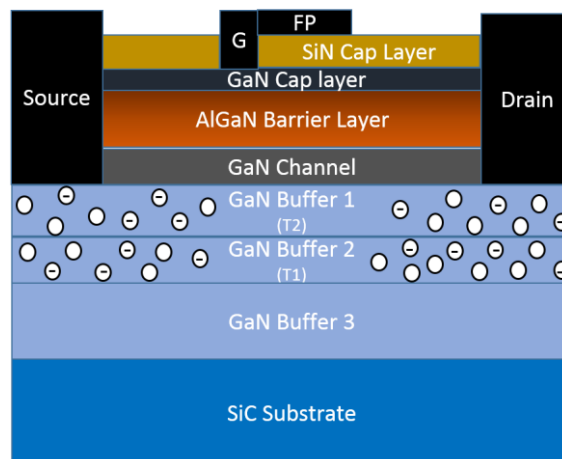 FP
G
SiN Cap Layer
GaN Cap layer
Source
Drain
AlGaN Barrier Layer
GaN Channel
GaN Buffer 1
(T2)
GaN Buffer 2
(T1)
GaN Buffer 3
SiC Substrate